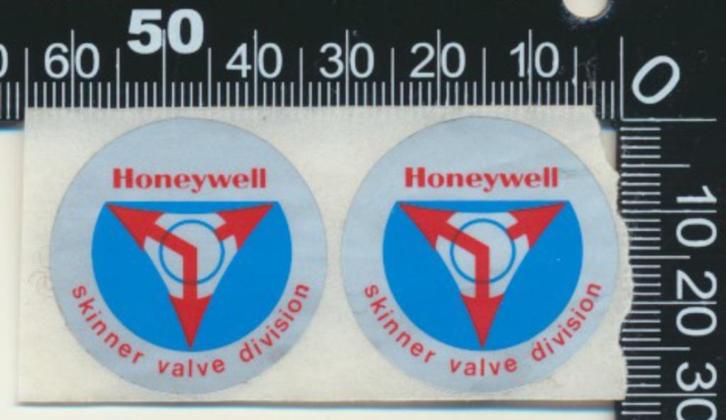 60 50 40 30 20 10 0
Honeywell
skinner valve division
Honeywell
skinner valve division
10
20
30